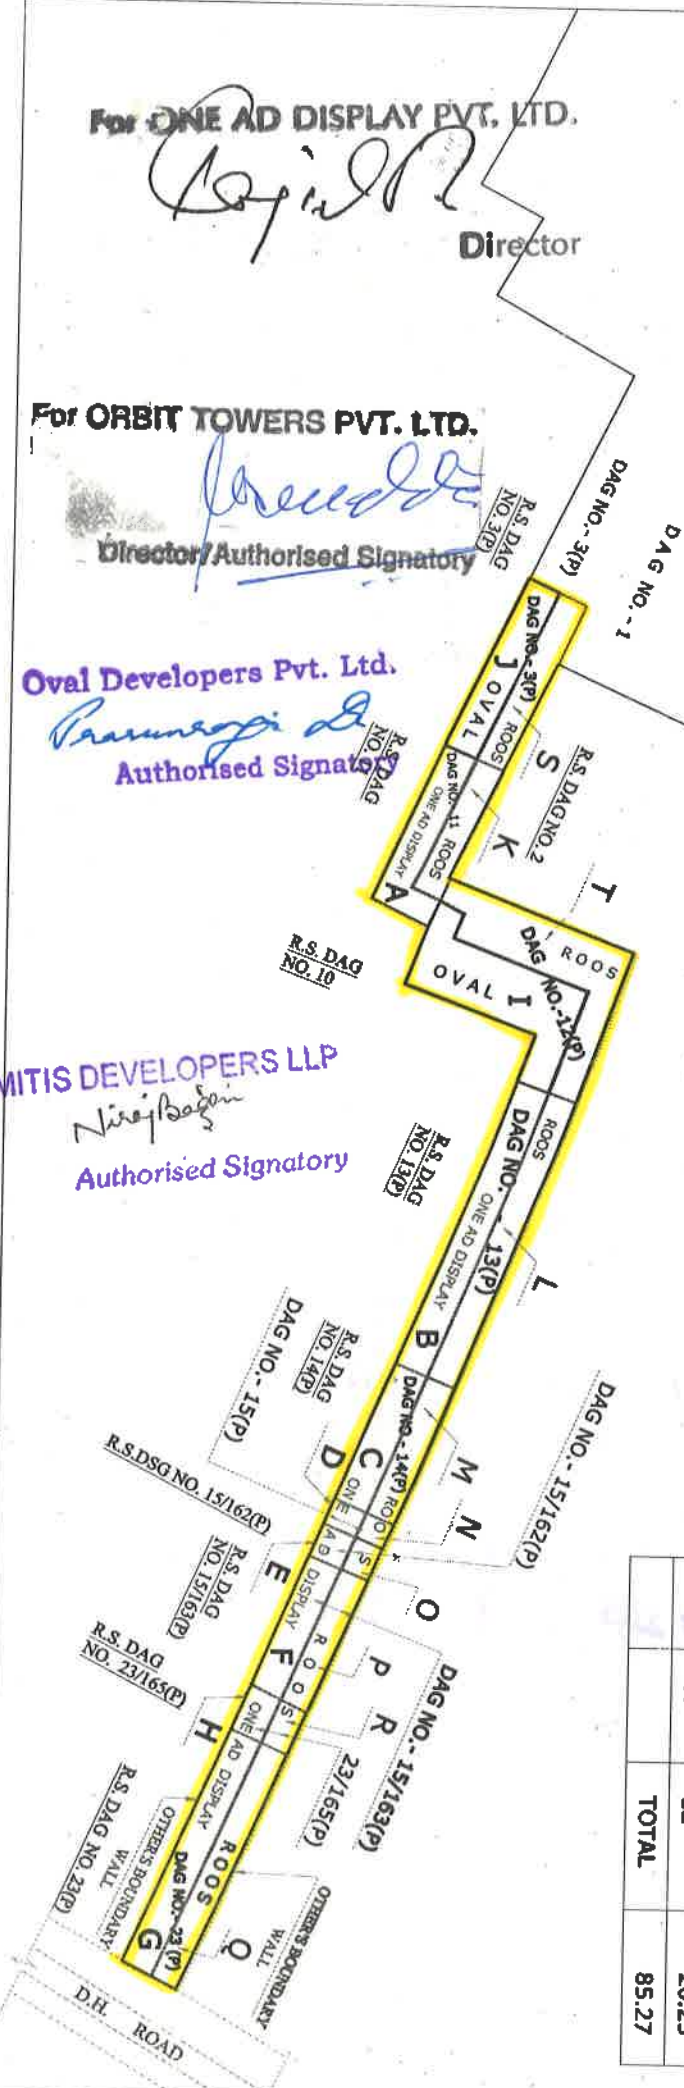 For ONE AD DISPLAY PVT. LTD.
Director
For ORBIT TOWERS PVT. LTD.
Director/Authorised Signatory
Oval Developers Pvt. Ltd.
Authorised Signatory
MITIS DEVELOPERS LLP
Authorised Signatory
DAG NO. - 1
DAG NO.- 3(P)
R.S. DAG
NO. 3(P)
DAG NO.- 3(P)
ROOS
J
OVAL
S
R.S. DAG NO. 2
K
R.S. DAG
DAG NO.- 11
ROOS
ONE AD DISPLAY
A
T
ROOS
DAG NO.-12(P)
OVAL
I
R.S. DAG
NO. 10
ROOS
DAG NO. - 13(P)
ONE AD DISPLAY
L
B
R.S. DAG
NO. 13(P)
DAG NO.- 15/162(P)
M
N
DAG NO.- 14(P)
ROOS
C
D
ONE AD DISPLAY
R.S. DAG
NO. 14(P)
DAG NO.- 15(P)
R.S.DSG NO. 15/162(P)
O
E
R.S. DAG
NO. 15/163(P)
DAG NO.- 15/163(P)
P
ROOS
F
R
23/165(P)
R.S. DAG
NO. 23/165(P)
H
ONE AD DISPLAY
ROOS
DAG NO.-23 (P)
G
Q
OTHER'S BOUNDARY
WALL
OTHER'S BOUNDARY
WALL
R.S. DAG NO. 23(P)
D.H. ROAD
TOTAL
85.27